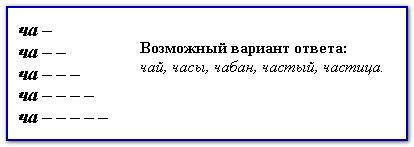 ча –
ча – –
ча – – –
ча – – – –
ча – – – – –
Возможный вариант ответа:
чай, часы, чабан, частый, частица.